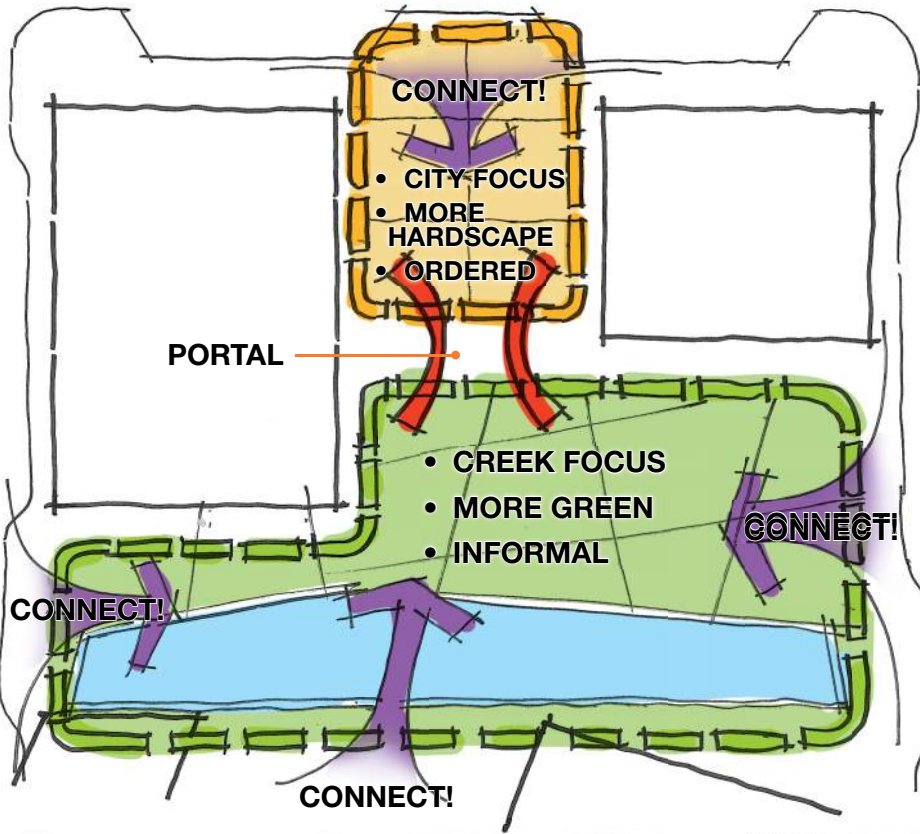 CONNECT!
• CITY FOCUS
• MORE
HARDSCAPE
• ORDERED
PORTAL
• CREEK FOCUS
• MORE GREEN
• INFORMAL
CONNECT!
CONNECT!
CONNECT!